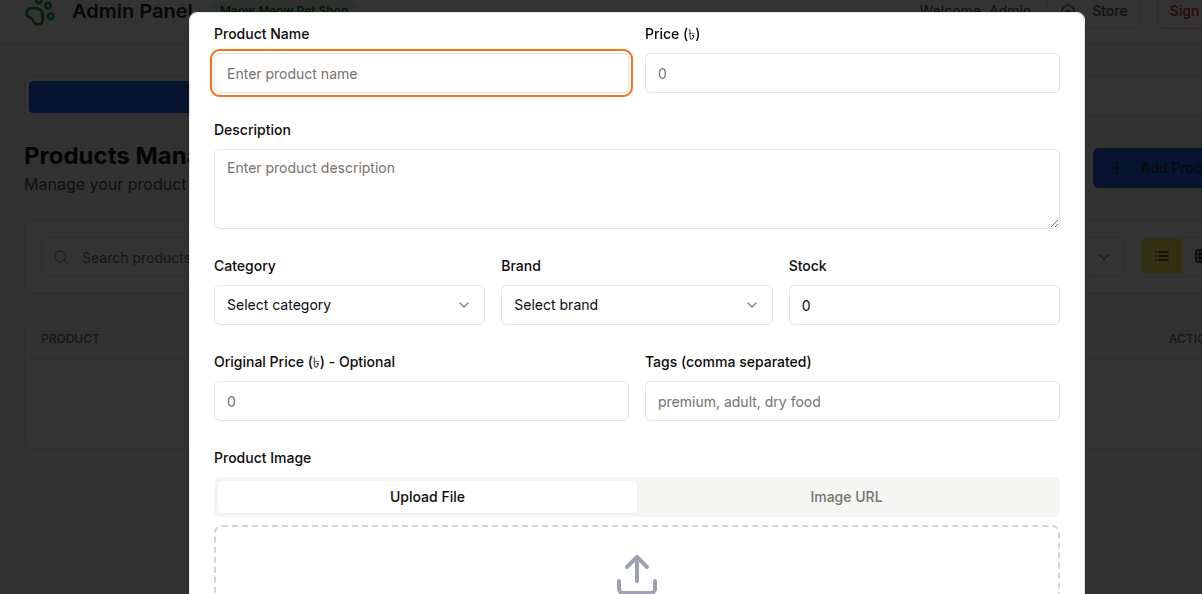 Admin Panel Meow Meow Pet Shop Welcome, Admin Store Sign
Product Name Price (৳)
Enter product name 0
Description
Products Mana
Enter product description
Manage your product
Add Prod
Search products
Category Brand Stock
Select category Select brand 0
PRODUCT ACTIO
Original Price (৳) - Optional Tags (comma separated)
0 premium, adult, dry food
Product Image
Upload File Image URL